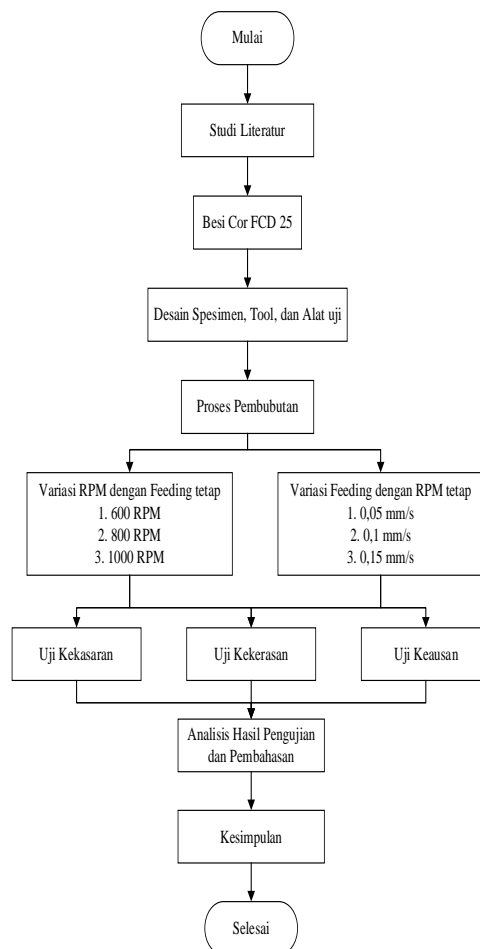 Mulai
Studi Literatur
Besi Cor FCD 25
Desain Spesimen, Tool, dan Alat uji
Proses Pembubutan
Variasi RPM dengan Feeding tetap
1. 600 RPM
2. 800 RPM
3. 1000 RPM
Variasi Feeding dengan RPM tetap
1. 0,05 mm/s
2. 0,1 mm/s
3. 0,15 mm/s
Uji Kekasaran
Uji Kekerasan
Uji Keausan
Analisis Hasil Pengujian
dan Pembahasan
Kesimpulan
Selesai